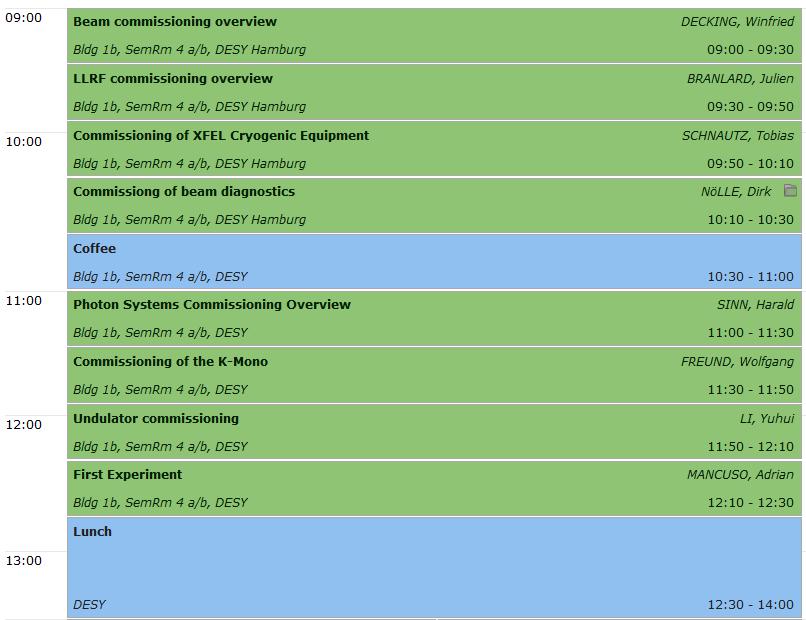 09:00
Beam commissioning overview DECKING, Winfried
Bldg 1b, SemRm 4 a/b, DESY Hamburg 09:00 - 09:30
LLRF commissioning overview BRANLARD, Julien
Bldg 1b, SemRm 4 a/b, DESY Hamburg 09:30 - 09:50
10:00
Commissioning of XFEL Cryogenic Equipment SCHNAUTZ, Tobias
Bldg 1b, SemRm 4 a/b, DESY Hamburg 09:50 - 10:10
Commissiong of beam diagnostics NöLLE, Dirk
Bldg 1b, SemRm 4 a/b, DESY Hamburg 10:10 - 10:30
Coffee
Bldg 1b, SemRm 4 a/b, DESY 10:30 - 11:00
11:00
Photon Systems Commissioning Overview SINN, Harald
Bldg 1b, SemRm 4 a/b, DESY 11:00 - 11:30
Commissioning of the K-Mono FREUND, Wolfgang
Bldg 1b, SemRm 4 a/b, DESY 11:30 - 11:50
12:00
Undulator commissioning LI, Yuhui
Bldg 1b, SemRm 4 a/b, DESY 11:50 - 12:10
First Experiment MANCUSO, Adrian
Bldg 1b, SemRm 4 a/b, DESY 12:10 - 12:30
Lunch
13:00
DESY 12:30 - 14:00